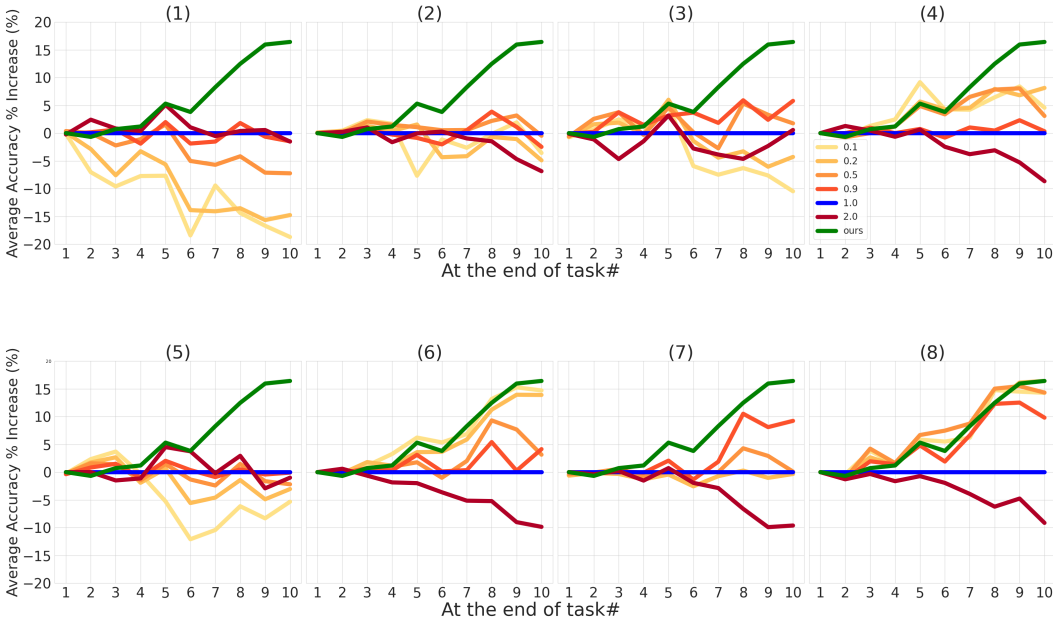 (1) (2) (3) (4)
Average Accuracy % Increase (%)
20
15
10
5
0
−5
−10
−15
−20
0.1
0.2
0.5
0.9
1.0
2.0
ours
1 2 3 4 5 6 7 8 9 10 1 2 3 4 5 6 7 8 9 10 1 2 3 4 5 6 7 8 9 10 1 2 3 4 5 6 7 8 9 10
At the end of task#
(5) (6) (7) (8)
Average Accuracy % Increase (%)
20
15
10
5
0
−5
−10
−15
−20
1 2 3 4 5 6 7 8 9 10 1 2 3 4 5 6 7 8 9 10 1 2 3 4 5 6 7 8 9 10 1 2 3 4 5 6 7 8 9 10
At the end of task#